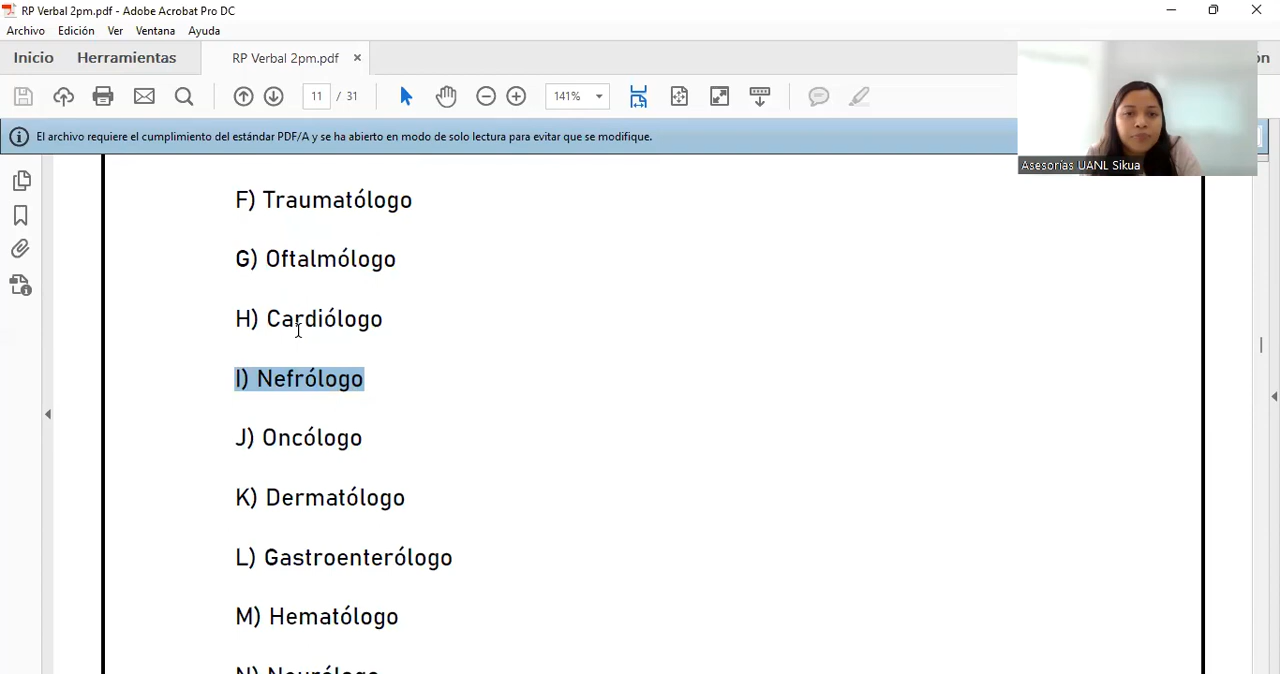 RP Verbal 2pm.pdf - Adobe Acrobat Pro DC
Archivo Edición Ver Ventana Ayuda
Inicio Herramientas RP Verbal 2pm.pdf × ón
11 / 31 141%
El archivo requiere el cumplimiento del estándar PDF/A y se ha abierto en modo de solo lectura para evitar que se modifique.
Asesorías UANL Sikua
F) Traumatólogo
G) Oftalmólogo
H) Cardiólogo
I) Nefrólogo
J) Oncólogo
K) Dermatólogo
L) Gastroenterólogo
M) Hematólogo
N) Neurólogo